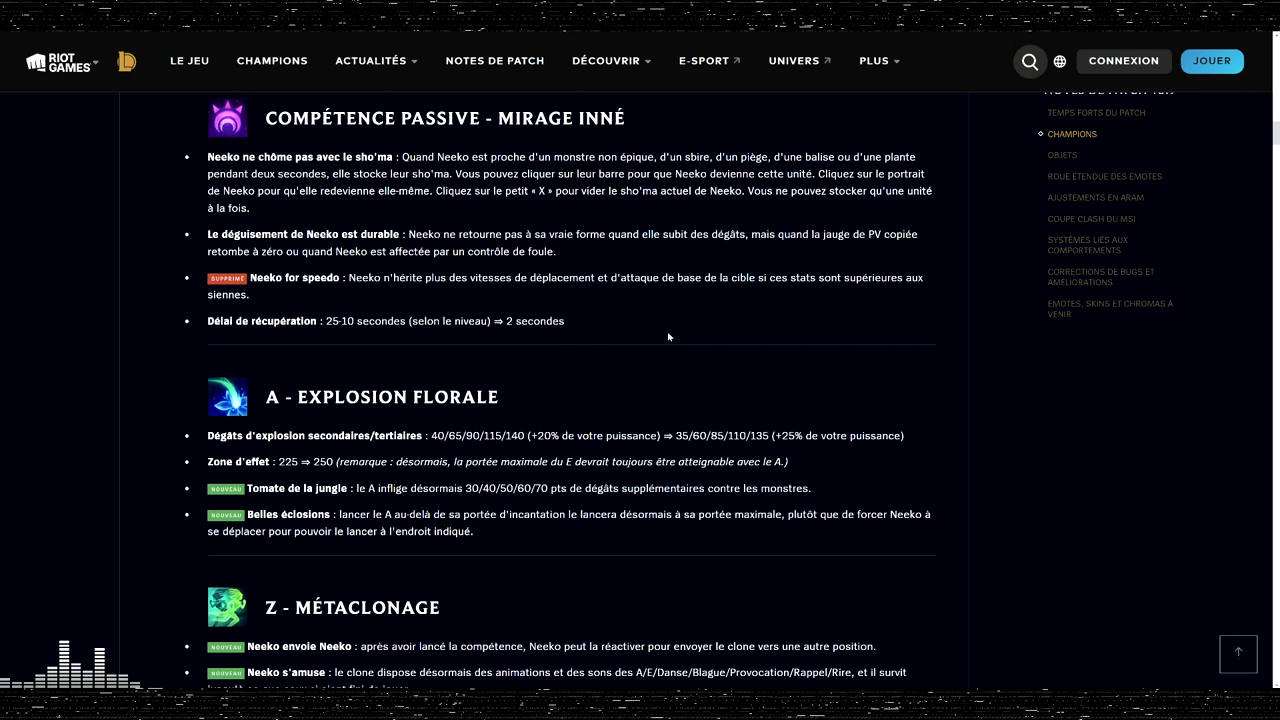 RIOT GAMES
LE JEU
CHAMPIONS
ACTUALITÉS
NOTES DE PATCH
DÉCOUVRIR
E-SPORT
UNIVERS
PLUS
CONNEXION
JOUER
COMPÉTENCE PASSIVE - MIRAGE INNÉ
Neeko ne chôme pas avec le sho'ma : Quand Neeko est proche d'un monstre non épique, d'un sbire, d'un piège, d'une balise ou d'une plante
pendant deux secondes, elle stocke leur sho'ma. Vous pouvez cliquer sur leur barre pour que Neeko devienne cette unité. Cliquez sur le portrait
de Neeko pour qu'elle redevienne elle-même. Cliquez sur le petit « X » pour vider le sho'ma actuel de Neeko. Vous ne pouvez stocker qu'une unité
à la fois.
Le déguisement de Neeko est durable : Neeko ne retourne pas à sa vraie forme quand elle subit des dégâts, mais quand la jauge de PV copiée
retombe à zéro ou quand Neeko est affectée par un contrôle de foule.
SUPPRIMÉ Neeko for speedo : Neeko n'hérite plus des vitesses de déplacement et d'attaque de base de la cible si ces stats sont supérieures aux
siennes.
Délai de récupération : 25-10 secondes (selon le niveau) ⇒ 2 secondes
A - EXPLOSION FLORALE
Dégâts d'explosion secondaires/tertiaires : 40/65/90/115/140 (+20% de votre puissance) ⇒ 35/60/85/110/135 (+25% de votre puissance)
Zone d'effet : 225 ⇒ 250 (remarque : désormais, la portée maximale du E devrait toujours être atteignable avec le A.)
NOUVEAU Tomate de la jungle : le A inflige désormais 30/40/50/60/70 pts de dégâts supplémentaires contre les monstres.
NOUVEAU Belles éclosions : lancer le A au-delà de sa portée d'incantation le lancera désormais à sa portée maximale, plutôt que de forcer Neeko à
se déplacer pour pouvoir le lancer à l'endroit indiqué.
Z - MÉTACLONAGE
NOUVEAU Neeko envoie Neeko : après avoir lancé la compétence, Neeko peut la réactiver pour envoyer le clone vers une autre position.
NOUVEAU Neeko s'amuse : le clone dispose désormais des animations et des sons des A/E/Danse/Blague/Provocation/Rappel/Rire, et il survit
TEMPS FORTS DU PATCH
CHAMPIONS
OBJETS
ROUE ÉTENDUE DES EMOTES
AJUSTEMENTS EN ARAM
COUPE CLASH DU MSI
SYSTÈMES LIÉS AUX
COMPORTEMENTS
CORRECTIONS DE BUGS ET
AMÉLIORATIONS
EMOTES, SKINS ET CHROMAS À
VENIR